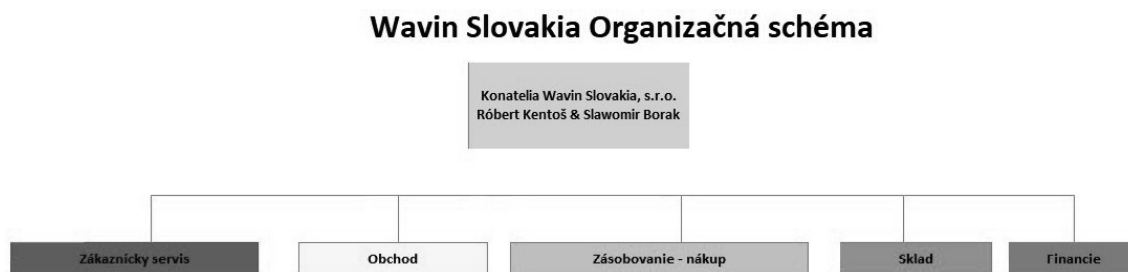 Wavin Slovakia Organizačná schéma
Konatelia Wavin Slovakia, s.r.o.
Róbert Kentoš & Slawomir Borak
Zákaznícky servis
Obchod
Zásobovanie - nákup
Sklad
Financie